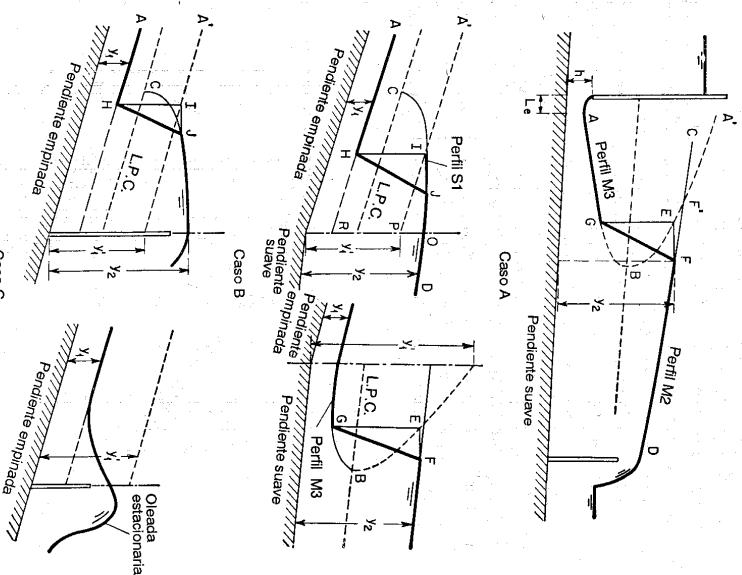 A'
C
F'
E
F
A
Perfil M3
G
B
Perfil M2
D
h
Le
y₂
Pendiente suave
Caso A
A'
A
C
Perfil S1
I
J
O
D
H
L.P.C.
P
R
y₁
y₁'
y₂
Pendiente empinada
Pendiente suave
y₁
y₁'
L.P.C.
E
F
G
B
Perfil M3
y₂
Pendiente empinada
Pendiente suave
Caso B
A'
A
C
I
J
H
L.P.C.
y₁
y₁'
y₂
Pendiente empinada
y₁
y₁'
Pendiente empinada
Oleada
estacionaria